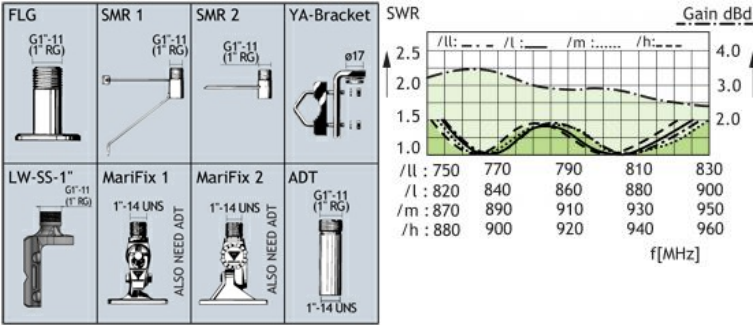 FLG
G1"-11
(1" RG)
SMR 1
G1"-11
(1" RG)
SMR 2
G1"-11
(1" RG)
YA-Bracket
ø17
LW-SS-1"
G1"-11
(1" RG)
MariFix 1
1"-14 UNS
ALSO NEED ADT
MariFix 2
1"-14 UNS
ALSO NEED ADT
ADT
G1"-11
(1" RG)
1"-14 UNS
SWR
Gain dBd
/ll: /l : /m : /h:
2.5 4.0
2.0 3.0
1.5 2.0
1.0
/ll : 750 770 790 810 830
/l : 820 840 860 880 900
/m : 870 890 910 930 950
/h : 880 900 920 940 960
f[MHz]